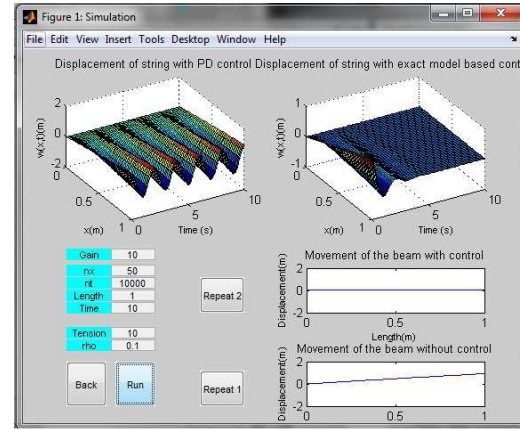 Figure 1: Simulation
File Edit View Insert Tools Desktop Window Help
Displacement of string with PD control Displacement of string with exact model based cont
2
0
-2
0
0.5
1
0
5
10
w(x,t)(m)
x(m)
Time (s)
1
0
-1
0
0.5
1
0
5
10
w(x,t)(m)
x(m)
Time (s)
Gain 10
nx 50
nt 10000
Length 1
Time 10
Tension 10
rho 0.1
Back
Run
Repeat 2
Repeat 1
Movement of the beam with control
Displacement(m)
2
0
-2
0 0.5 1
Length(m)
Movement of the beam without control
Displacement(m)
2
0
-2
0 0.5 1